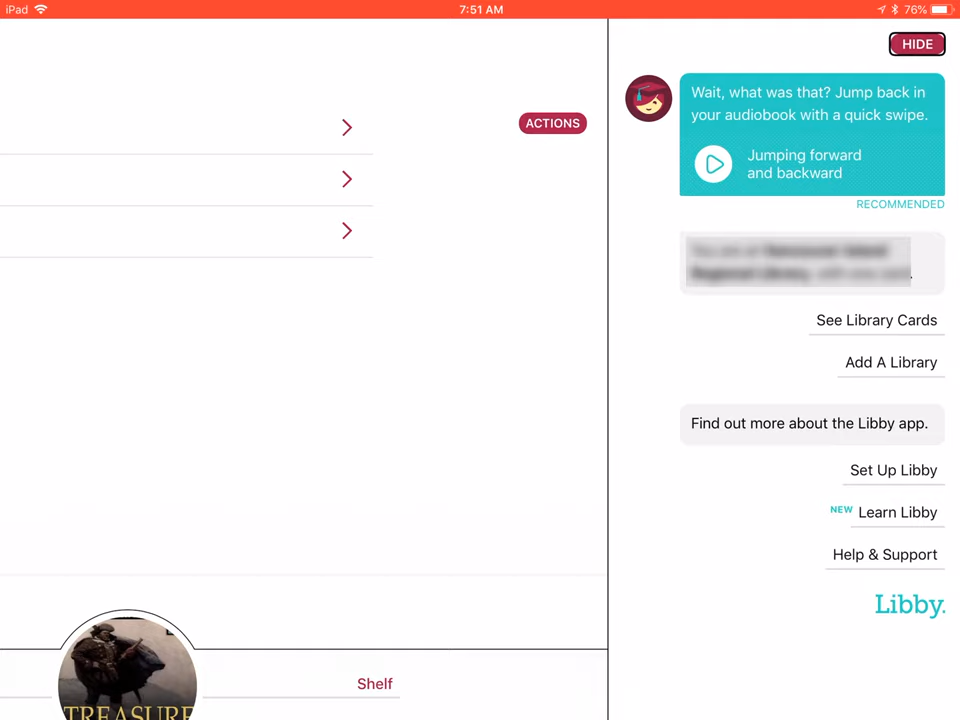 iPad
7:51 AM
76%
HIDE
Wait, what was that? Jump back in
your audiobook with a quick swipe.
Jumping forward
and backward
RECOMMENDED
ACTIONS
See Library Cards
Add A Library
Find out more about the Libby app.
Set Up Libby
NEW Learn Libby
Help & Support
Libby.
Shelf
TREASURE